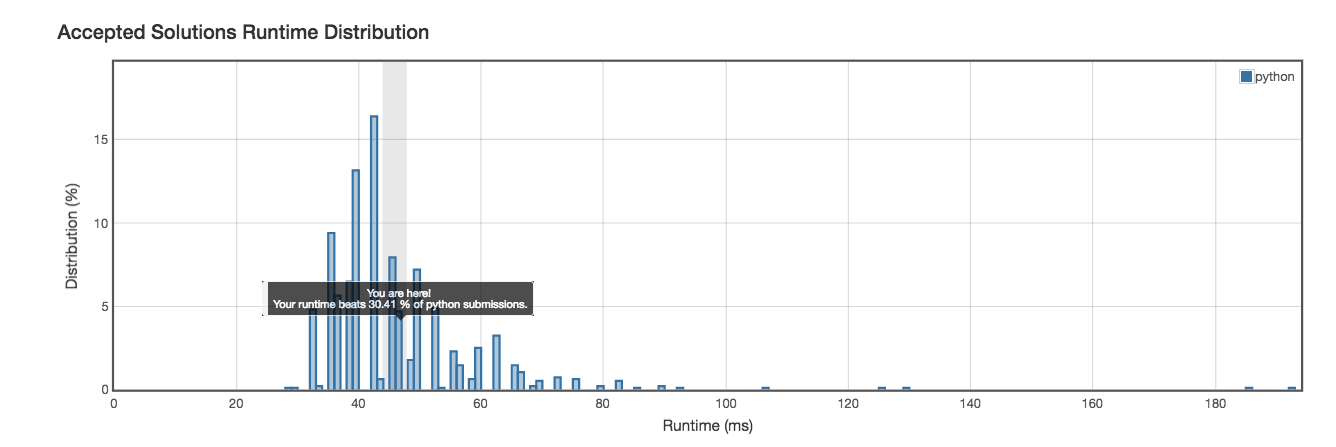 Accepted Solutions Runtime Distribution
python
15
10
5
0
Distribution (%)
You are here!
Your runtime beats 30.41 % of python submissions.
0 20 40 60 80 100 120 140 160 180
Runtime (ms)